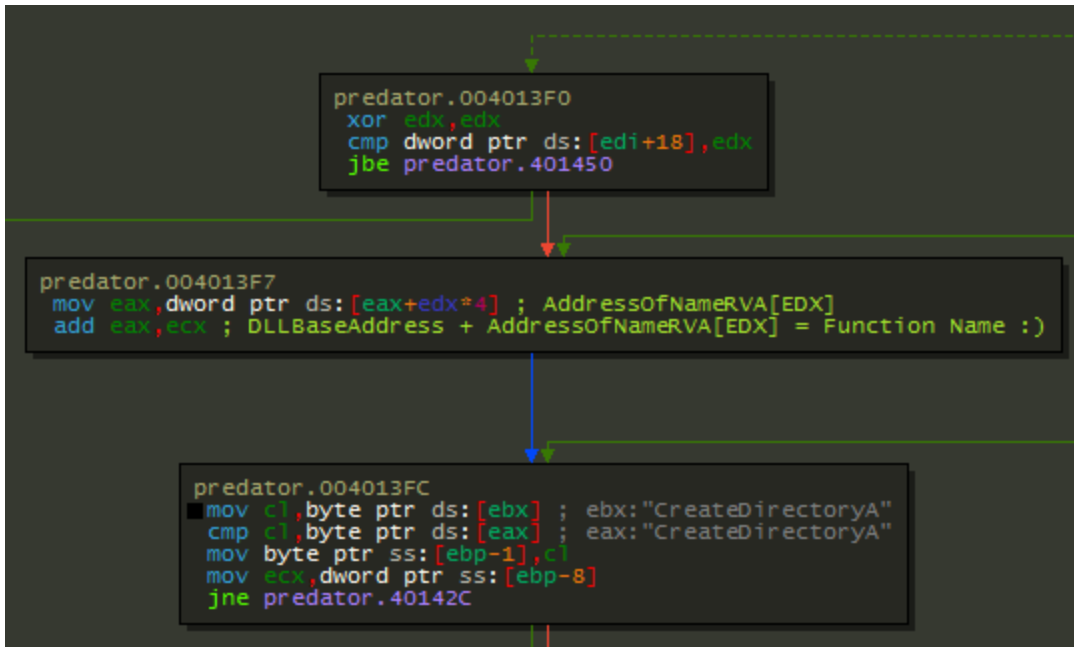 predator.004013F0
xor edx,edx
cmp dword ptr ds:[edi+18],edx
jbe predator.401450
predator.004013F7
mov eax,dword ptr ds:[eax+edx*4] ; AddressOfNameRVA[EDX]
add eax,ecx ; DLLBaseAddress + AddressOfNameRVA[EDX] = Function Name :)
predator.004013FC
mov cl,byte ptr ds:[ebx] ; ebx:"CreateDirectoryA"
cmp cl,byte ptr ds:[eax] ; eax:"CreateDirectoryA"
mov byte ptr ss:[ebp-1],cl
mov ecx,dword ptr ss:[ebp-8]
jne predator.40142C